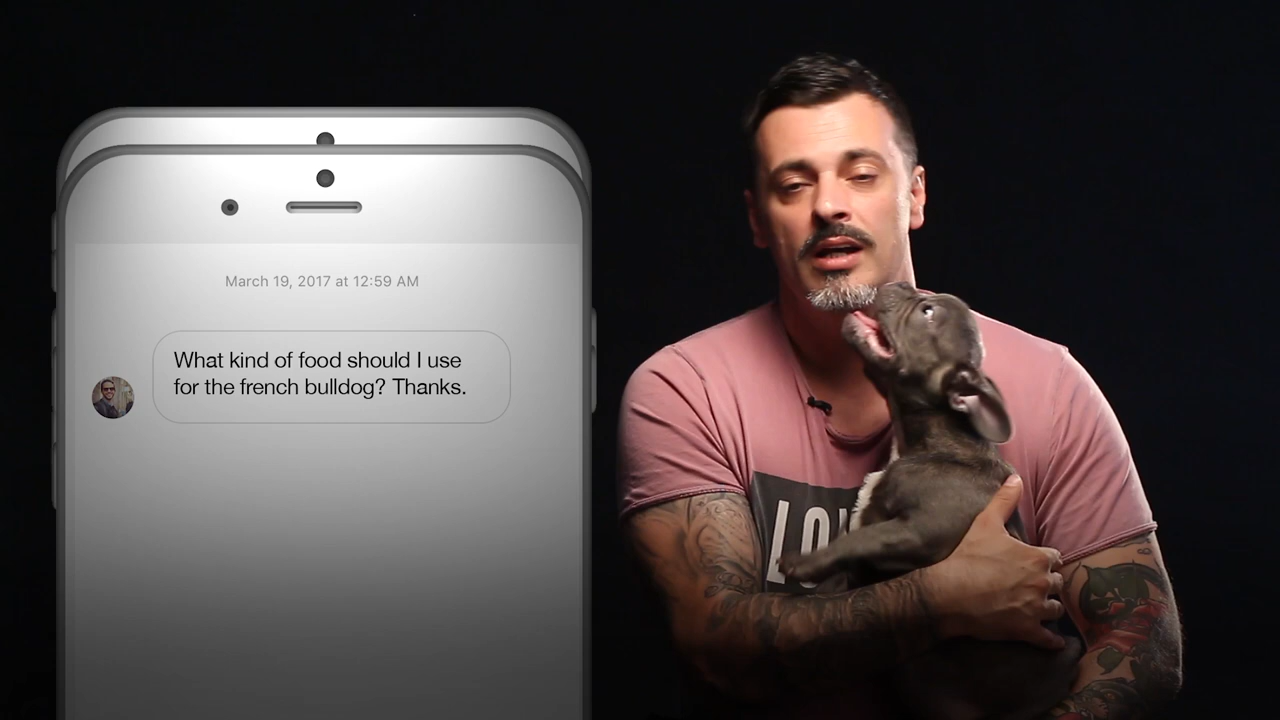 March 19, 2017 at 12:59 AM
What kind of food should I use
for the french bulldog? Thanks.